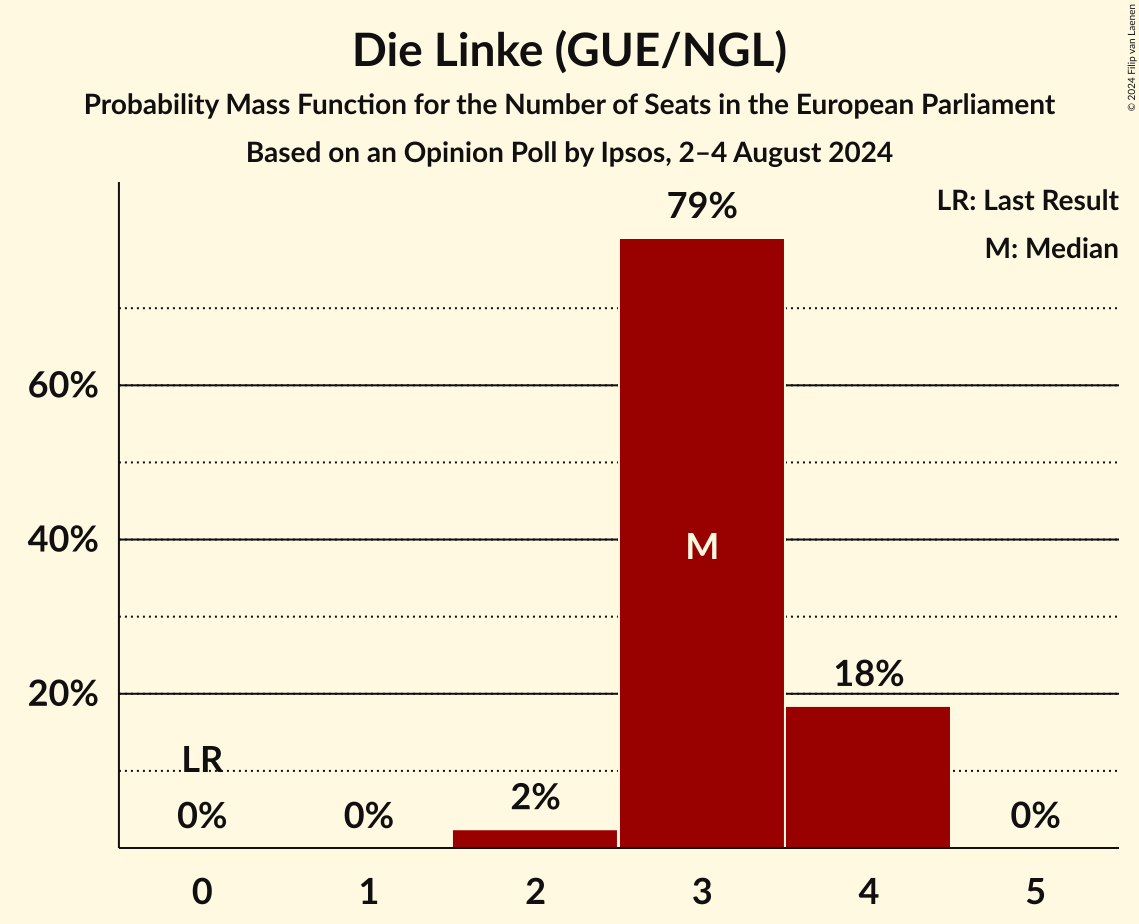 Die Linke (GUE/NGL)
Probability Mass Function for the Number of Seats in the European Parliament
Based on an Opinion Poll by Ipsos, 2–4 August 2024
© 2024 Filip van Laenen
LR: Last Result
M: Median
79%
60%
40%
20%
M
18%
LR
0%
0%
2%
0%
0
1
2
3
4
5